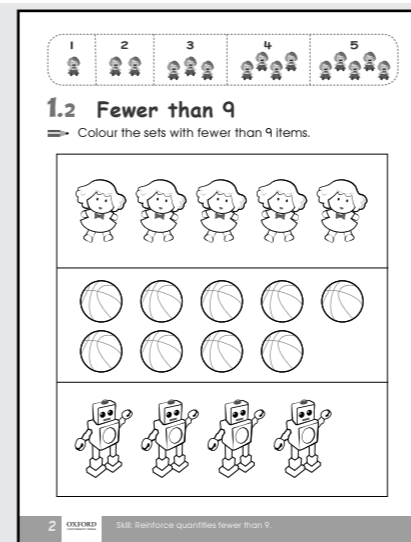 1 2 3 4 5
1.2 Fewer than 9
Colour the sets with fewer than 9 items.
2 OXFORD Skill: Reinforce quantities fewer than 9.